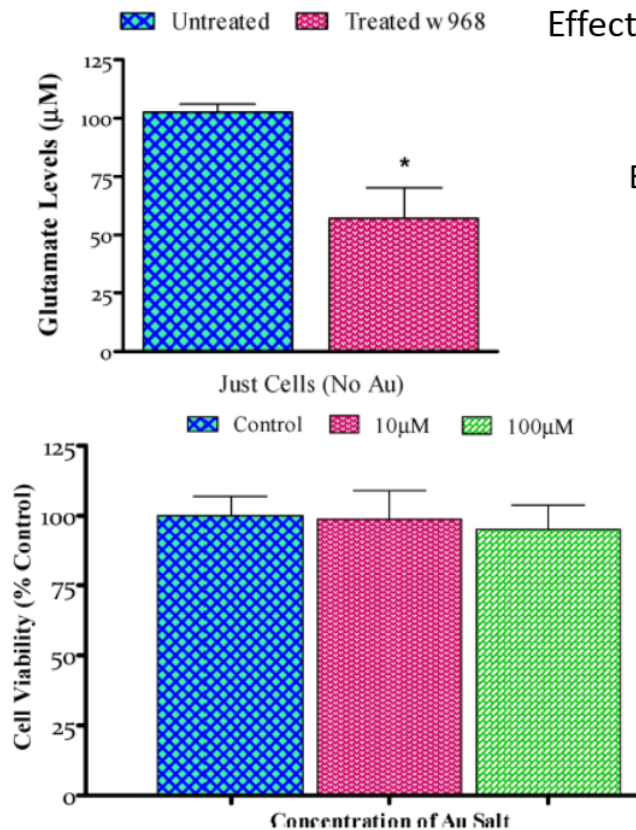 Untreated Treated w 968
Effect
E
Glutamate Levels (µM)
125
100
75
50
25
0
*
Just Cells (No Au)
Control 10µM 100µM
Cell Viability (% Control)
125
100
75
50
25
0
Concentration of Au Salt